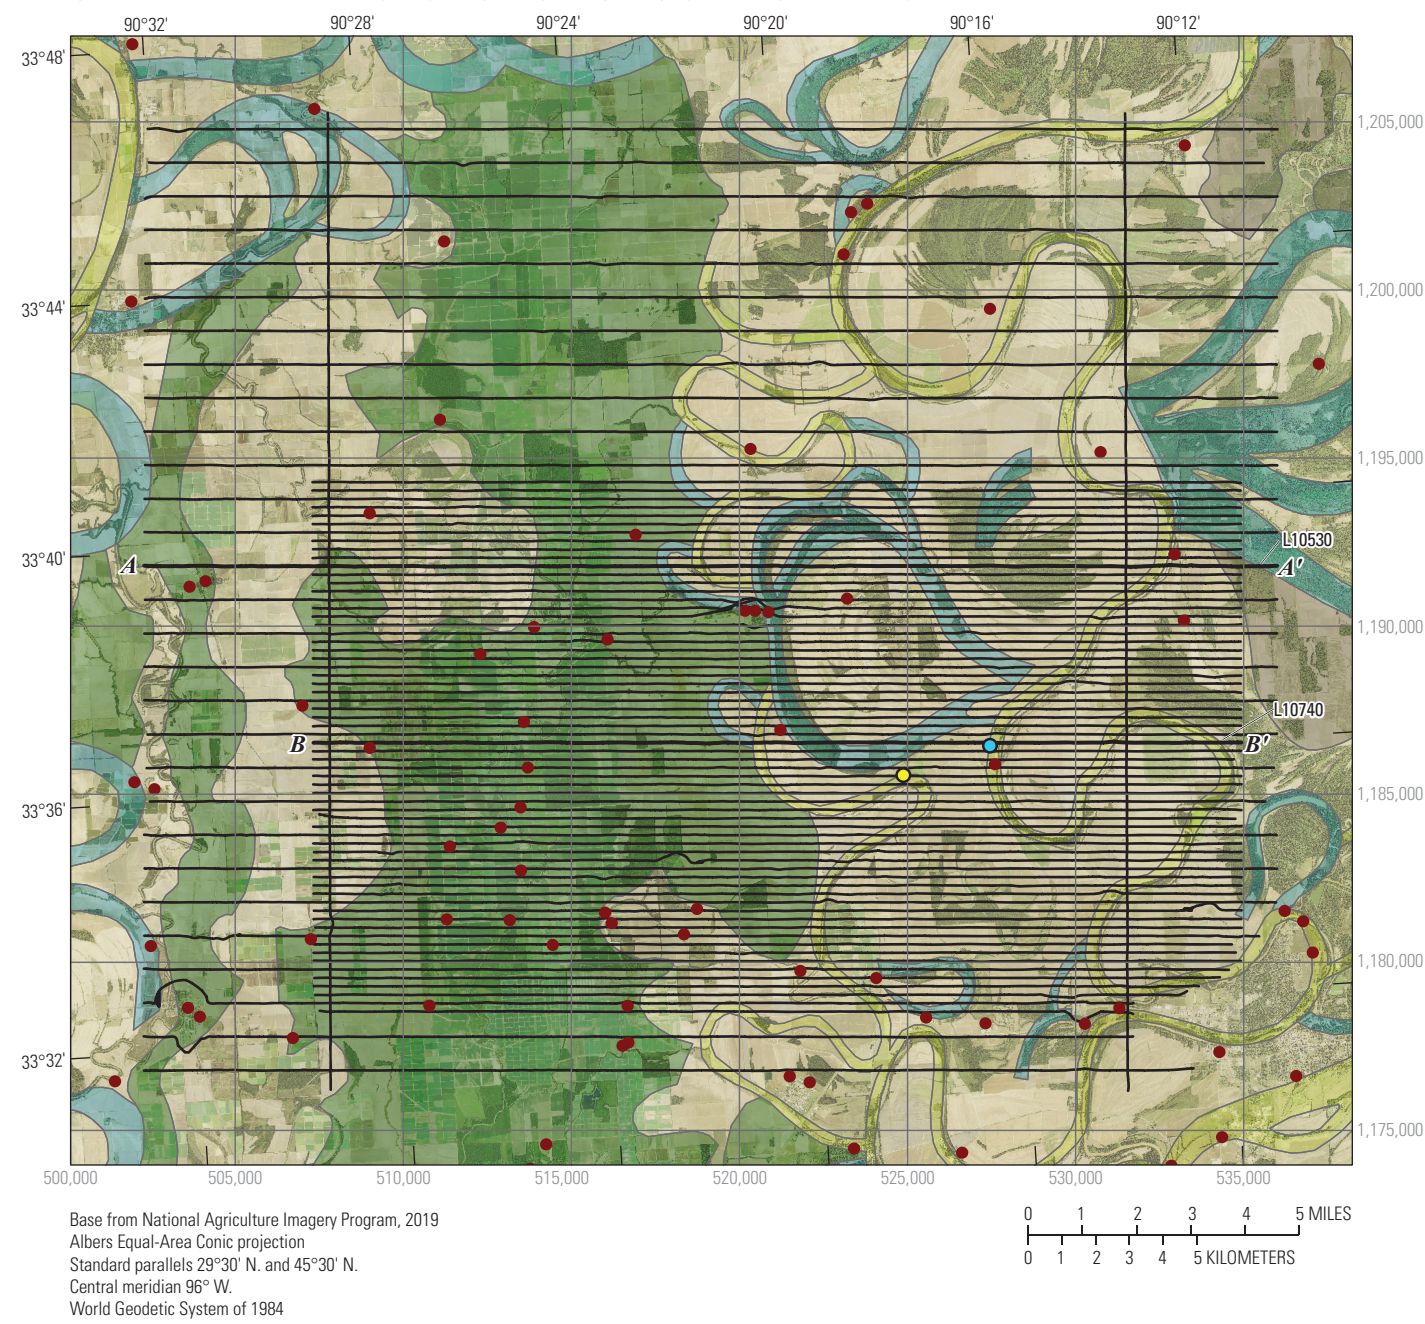 90°32' 90°28' 90°24' 90°20' 90°16' 90°12'
33°48'
1,205,000
33°44'
1,200,000
1,195,000
33°40'
L10530
A A'
1,190,000
L10740
B B'
33°36'
1,185,000
1,180,000
33°32'
1,175,000
500,000 505,000 510,000 515,000 520,000 525,000 530,000 535,000
0 1 2 3 4 5 MILES
0 1 2 3 4 5 KILOMETERS
Base from National Agriculture Imagery Program, 2019
Albers Equal-Area Conic projection
Standard parallels 29°30' N. and 45°30' N.
Central meridian 96° W.
World Geodetic System of 1984